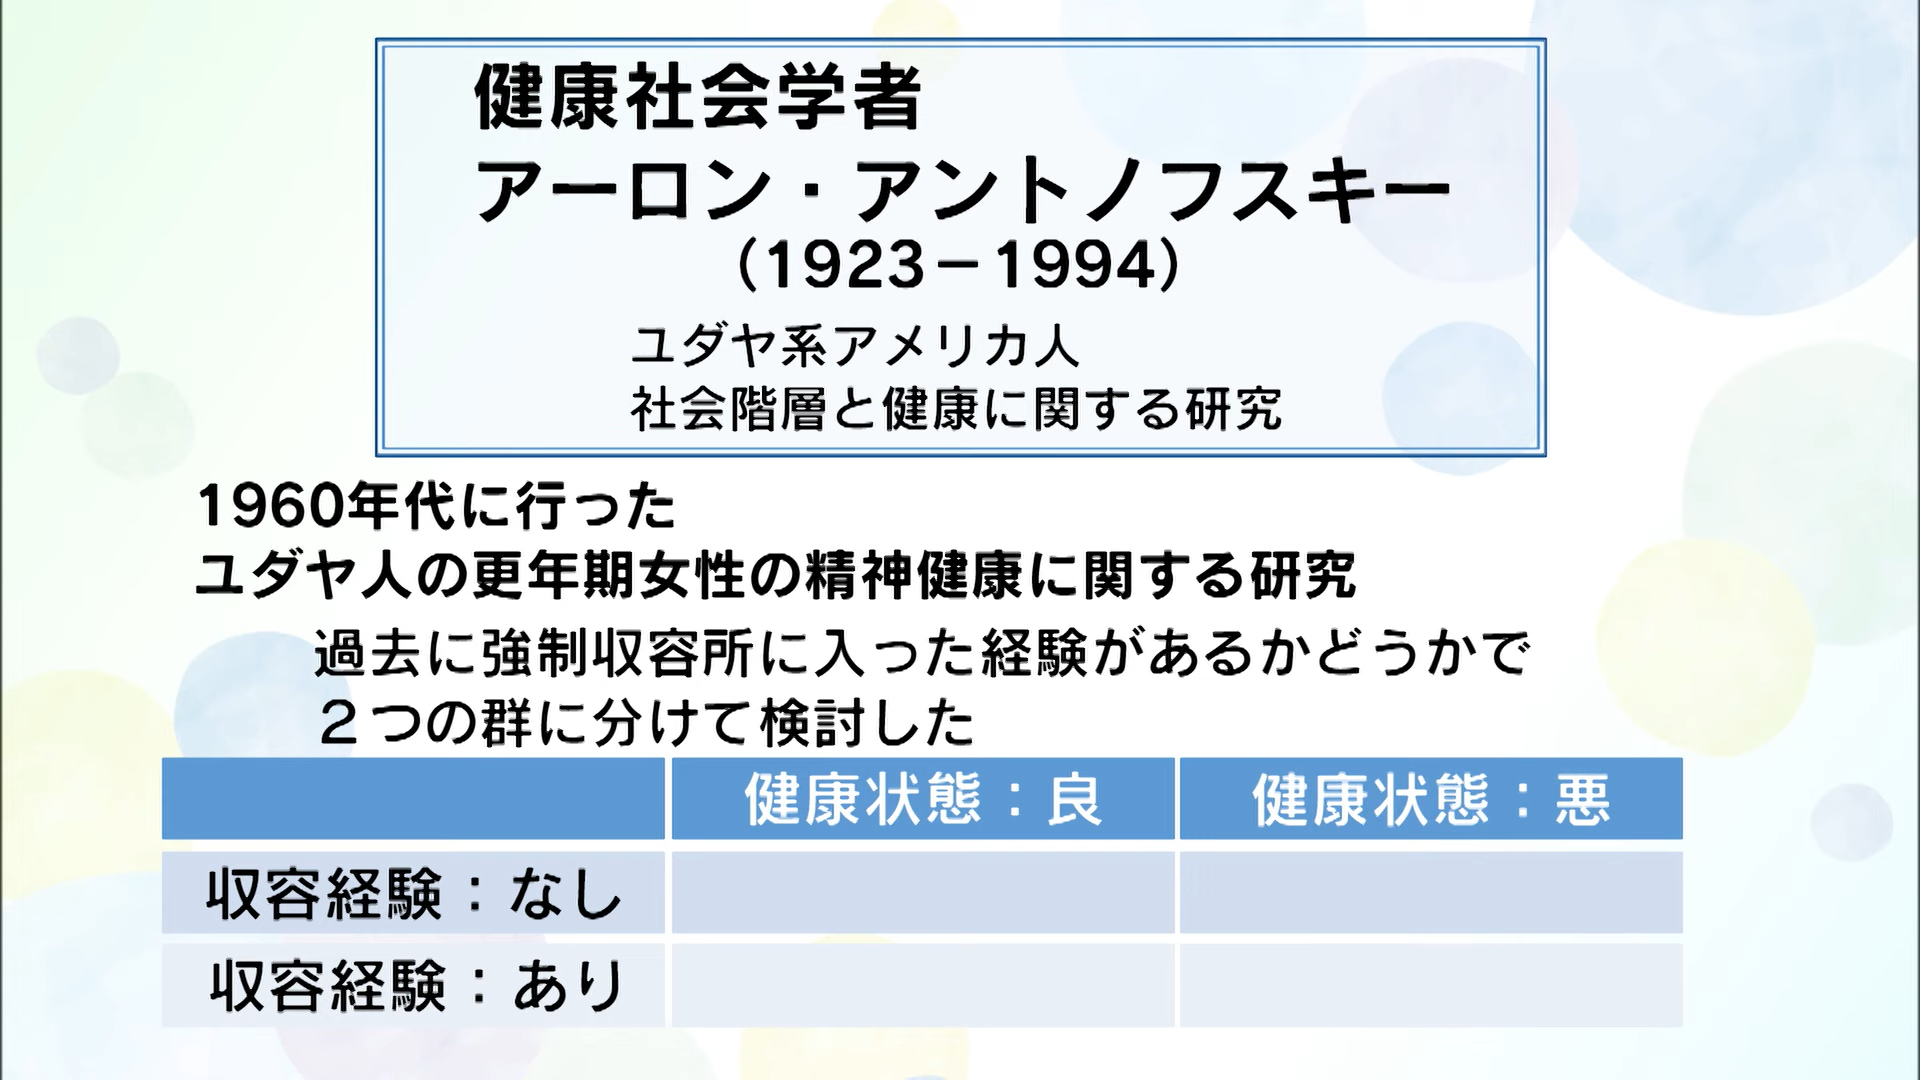 健康社会学者
アーロン・アントノフスキー
（1923－1994）
ユダヤ系アメリカ人
社会階層と健康に関する研究
1960年代に行った
ユダヤ人の更年期女性の精神健康に関する研究
過去に強制収容所に入った経験があるかどうかで
２つの群に分けて検討した
健康状態：良
健康状態：悪
収容経験：なし
収容経験：あり